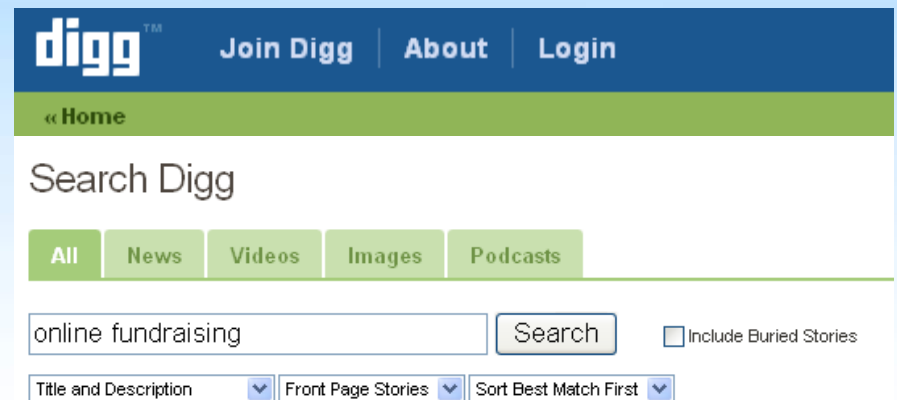 digg™ Join Digg About Login
« Home
Search Digg
All News Videos Images Podcasts
online fundraising Search Include Buried Stories
Title and Description Front Page Stories Sort Best Match First